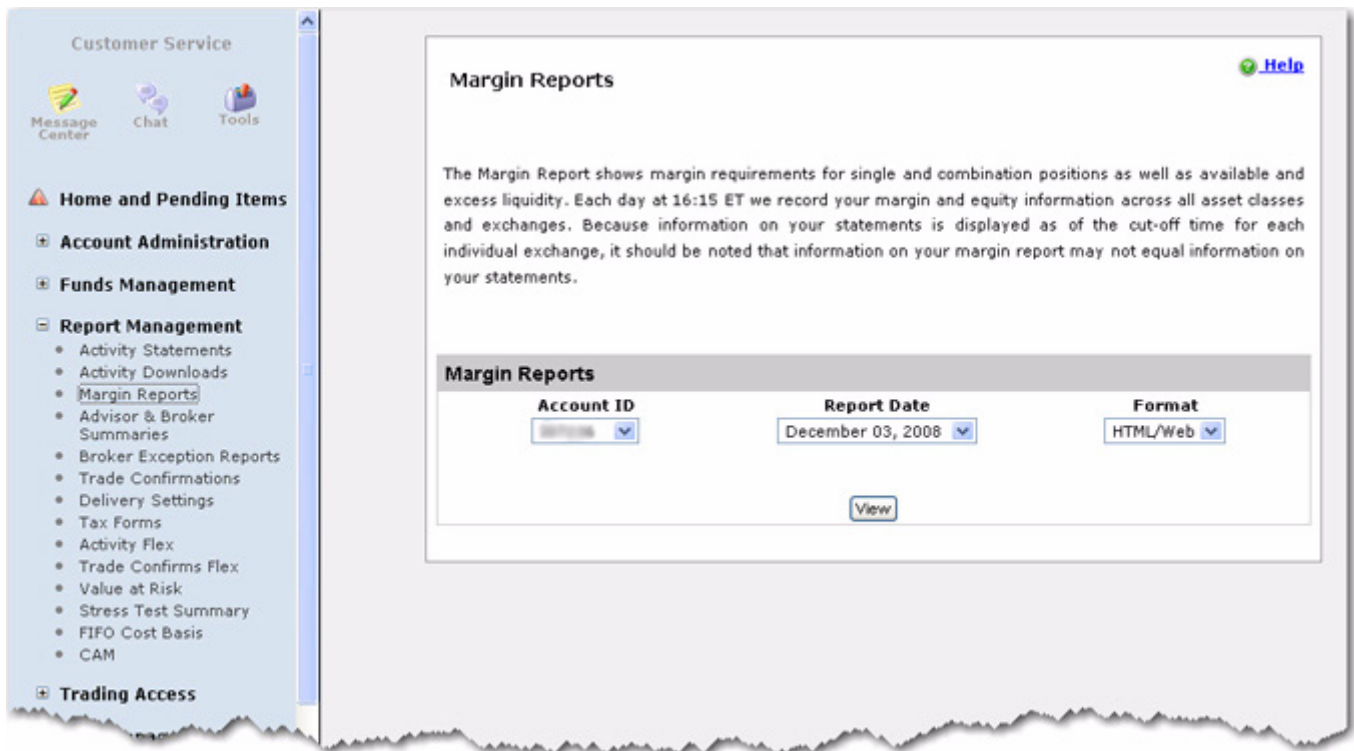 Customer Service
Message
Center
Chat
Tools
Home and Pending Items
Account Administration
Funds Management
Report Management
Activity Statements
Activity Downloads
Margin Reports
Advisor & Broker
Summaries
Broker Exception Reports
Trade Confirmations
Delivery Settings
Tax Forms
Activity Flex
Trade Confirms Flex
Value at Risk
Stress Test Summary
FIFO Cost Basis
CAM
Trading Access
Margin Reports
Help
The Margin Report shows margin requirements for single and combination positions as well as available and
excess liquidity. Each day at 16:15 ET we record your margin and equity information across all asset classes
and exchanges. Because information on your statements is displayed as of the cut-off time for each
individual exchange, it should be noted that information on your margin report may not equal information on
your statements.
Margin Reports
Account ID Report Date Format
December 03, 2008 HTML/Web
View